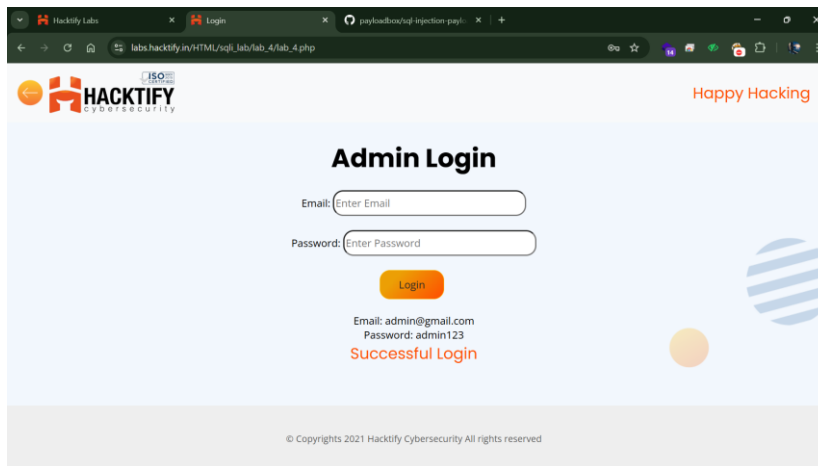 Hacktify Labs
Login
payloadbox/sql-injection-paylo
labs.hacktify.in/HTML/sqli_lab/lab_4/lab_4.php
14
ISO
CERTIFIED
HACKTIFY
cybersecurity
Happy Hacking
Admin Login
Email: Enter Email
Password: Enter Password
Login
Email: admin@gmail.com
Password: admin123
Successful Login
© Copyrights 2021 Hacktify Cybersecurity All rights reserved